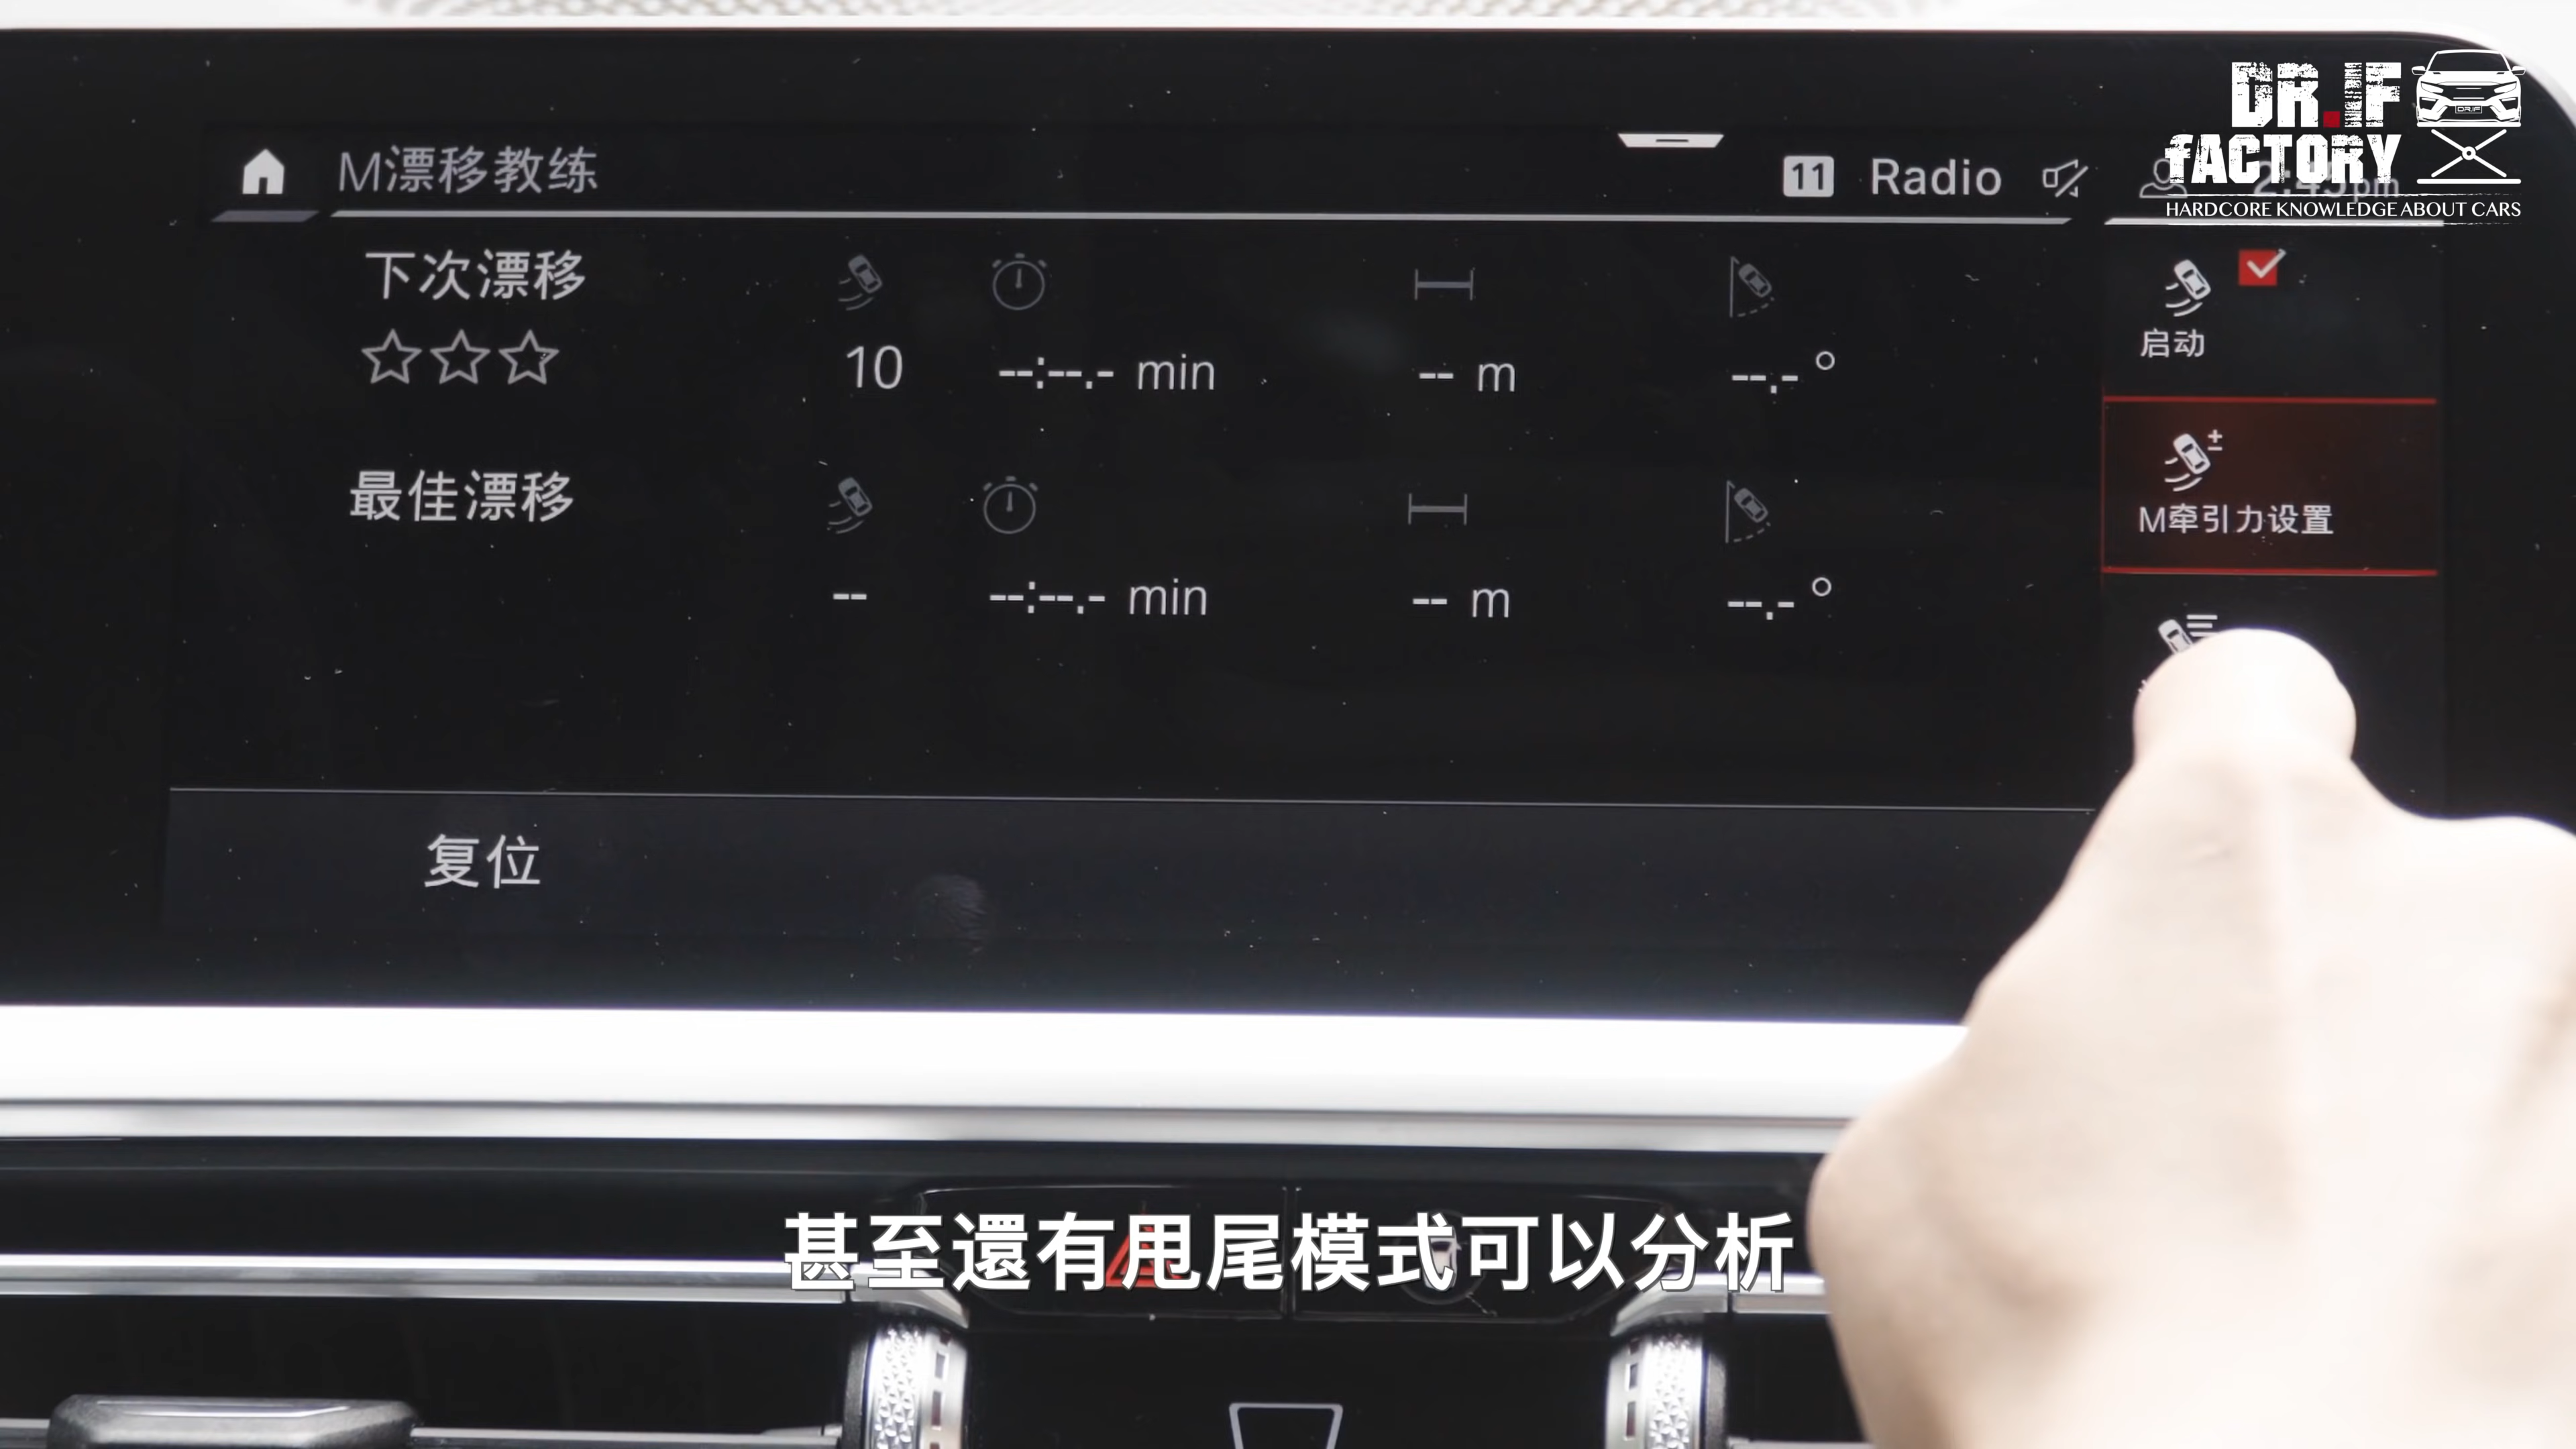 DR.IF
FACTORY
HARDCORE KNOWLEDGE ABOUT CARS
M漂移教练
11 Radio
下次漂移
10 --:--.- min -- m --.- °
最佳漂移
-- --:--.- min -- m --.- °
启动
M牵引力设置
复位
甚至還有甩尾模式可以分析